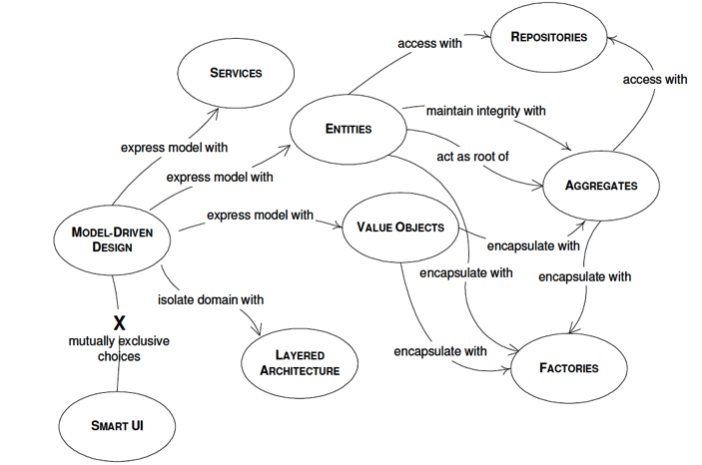 REPOSITORIES
access with
SERVICES
access with
maintain integrity with
ENTITIES
express model with
act as root of
express model with
AGGREGATES
express model with
MODEL-DRIVEN
DESIGN
VALUE OBJECTS
encapsulate with
encapsulate with
encapsulate with
isolate domain with
X
mutually exclusive
choices
encapsulate with
LAYERED
ARCHITECTURE
FACTORIES
SMART UI